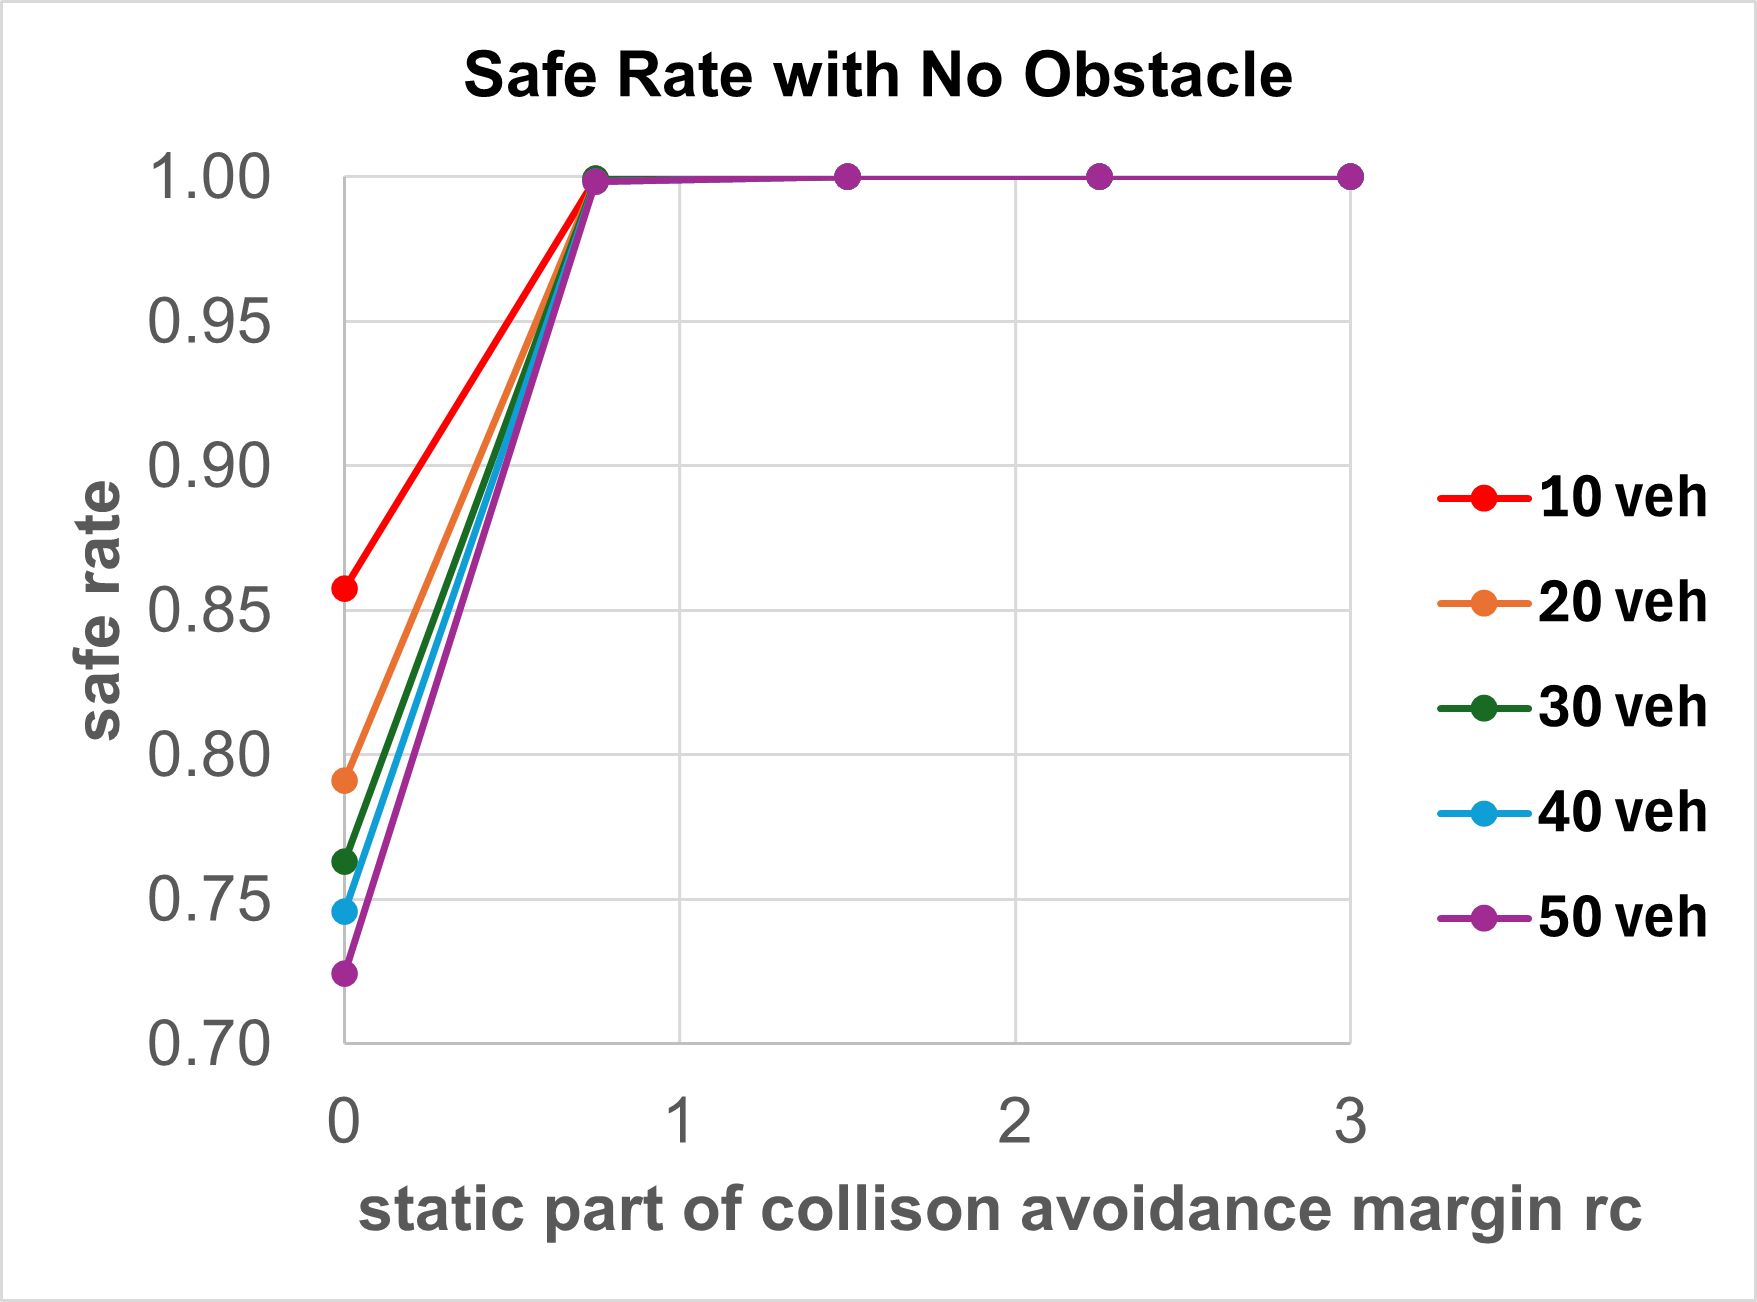 Safe Rate with No Obstacle
1.00
0.95
0.90
0.85
0.80
0.75
0.70
safe rate
0 1 2 3
static part of collison avoidance margin rc
10 veh
20 veh
30 veh
40 veh
50 veh